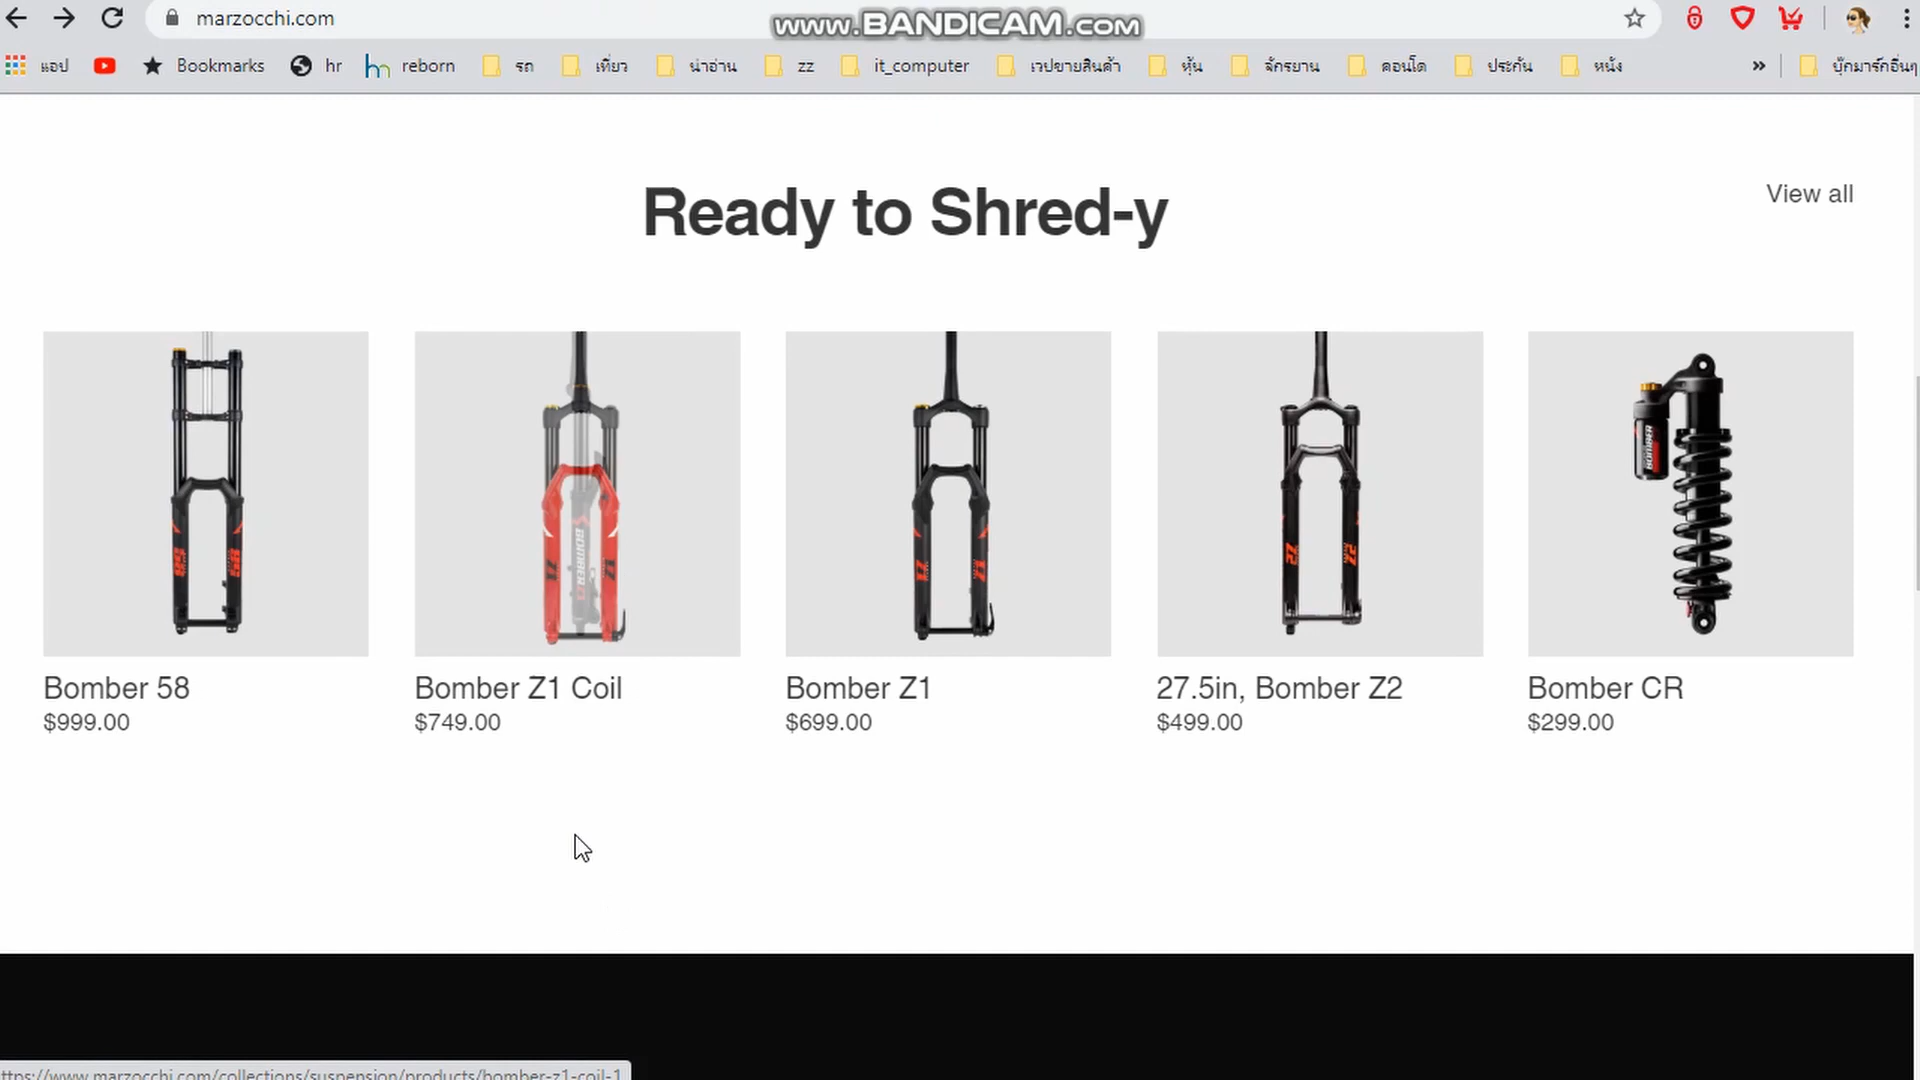 marzocchi.com
www.BANDICAM.com
แอป
Bookmarks
hr
reborn
รถ
เที่ยว
น่าอ่าน
zz
it_computer
เวปขายสินค้า
หุ้น
จักรยาน
คอนโด
ประกัน
หนัง
»
บุ๊กมาร์กอื่นๆ
Ready to Shred-y
View all
Bomber 58
$999.00
Bomber Z1 Coil
$749.00
Bomber Z1
$699.00
27.5in, Bomber Z2
$499.00
Bomber CR
$299.00
ttps://www.marzocchi.com/collections/suspension/products/bomber-z1-coil-1